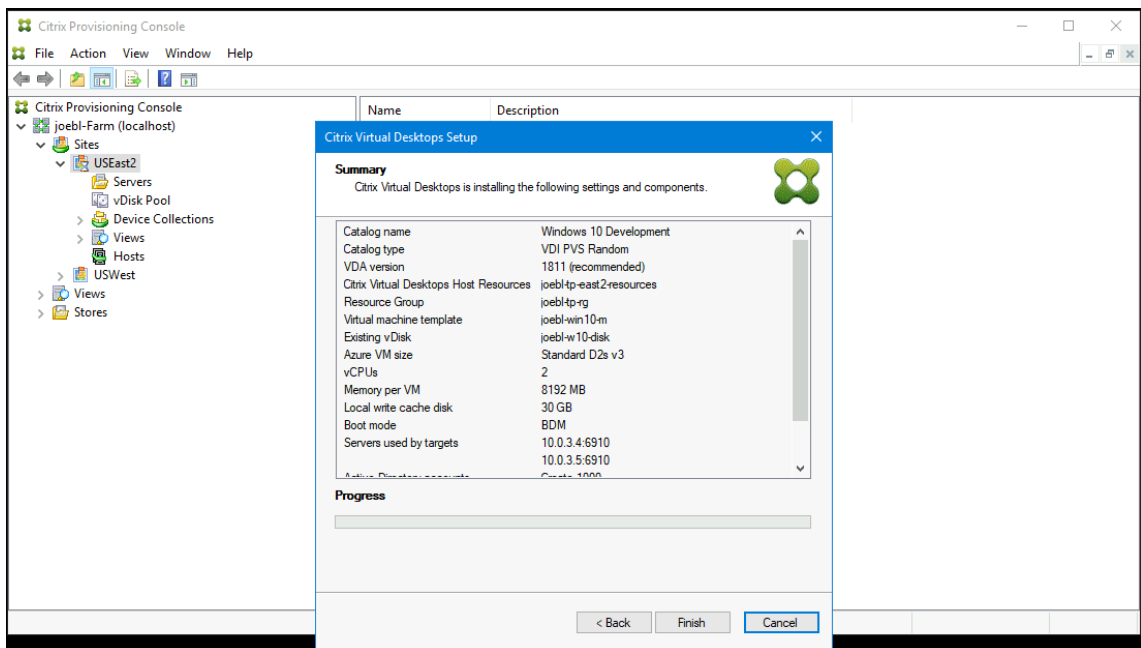 Citrix Provisioning Console
File Action View Window Help
Citrix Provisioning Console
joebl-Farm (localhost)
Sites
USEast2
Servers
vDisk Pool
Device Collections
Views
Hosts
USWest
Views
Stores
Name Description
Citrix Virtual Desktops Setup
Summary
Citrix Virtual Desktops is installing the following settings and components.
Catalog name Windows 10 Development
Catalog type VDI PVS Random
VDA version 1811 (recommended)
Citrix Virtual Desktops Host Resources joebl-tp-east2-resources
Resource Group joebl-tp-rg
Virtual machine template joebl-win10-m
Existing vDisk joebl-w10-disk
Azure VM size Standard D2s v3
vCPUs 2
Memory per VM 8192 MB
Local write cache disk 30 GB
Boot mode BDM
Servers used by targets 10.0.3.4:6910
10.0.3.5:6910
Active Directory accounts Create 1000
Progress
< Back Finish Cancel